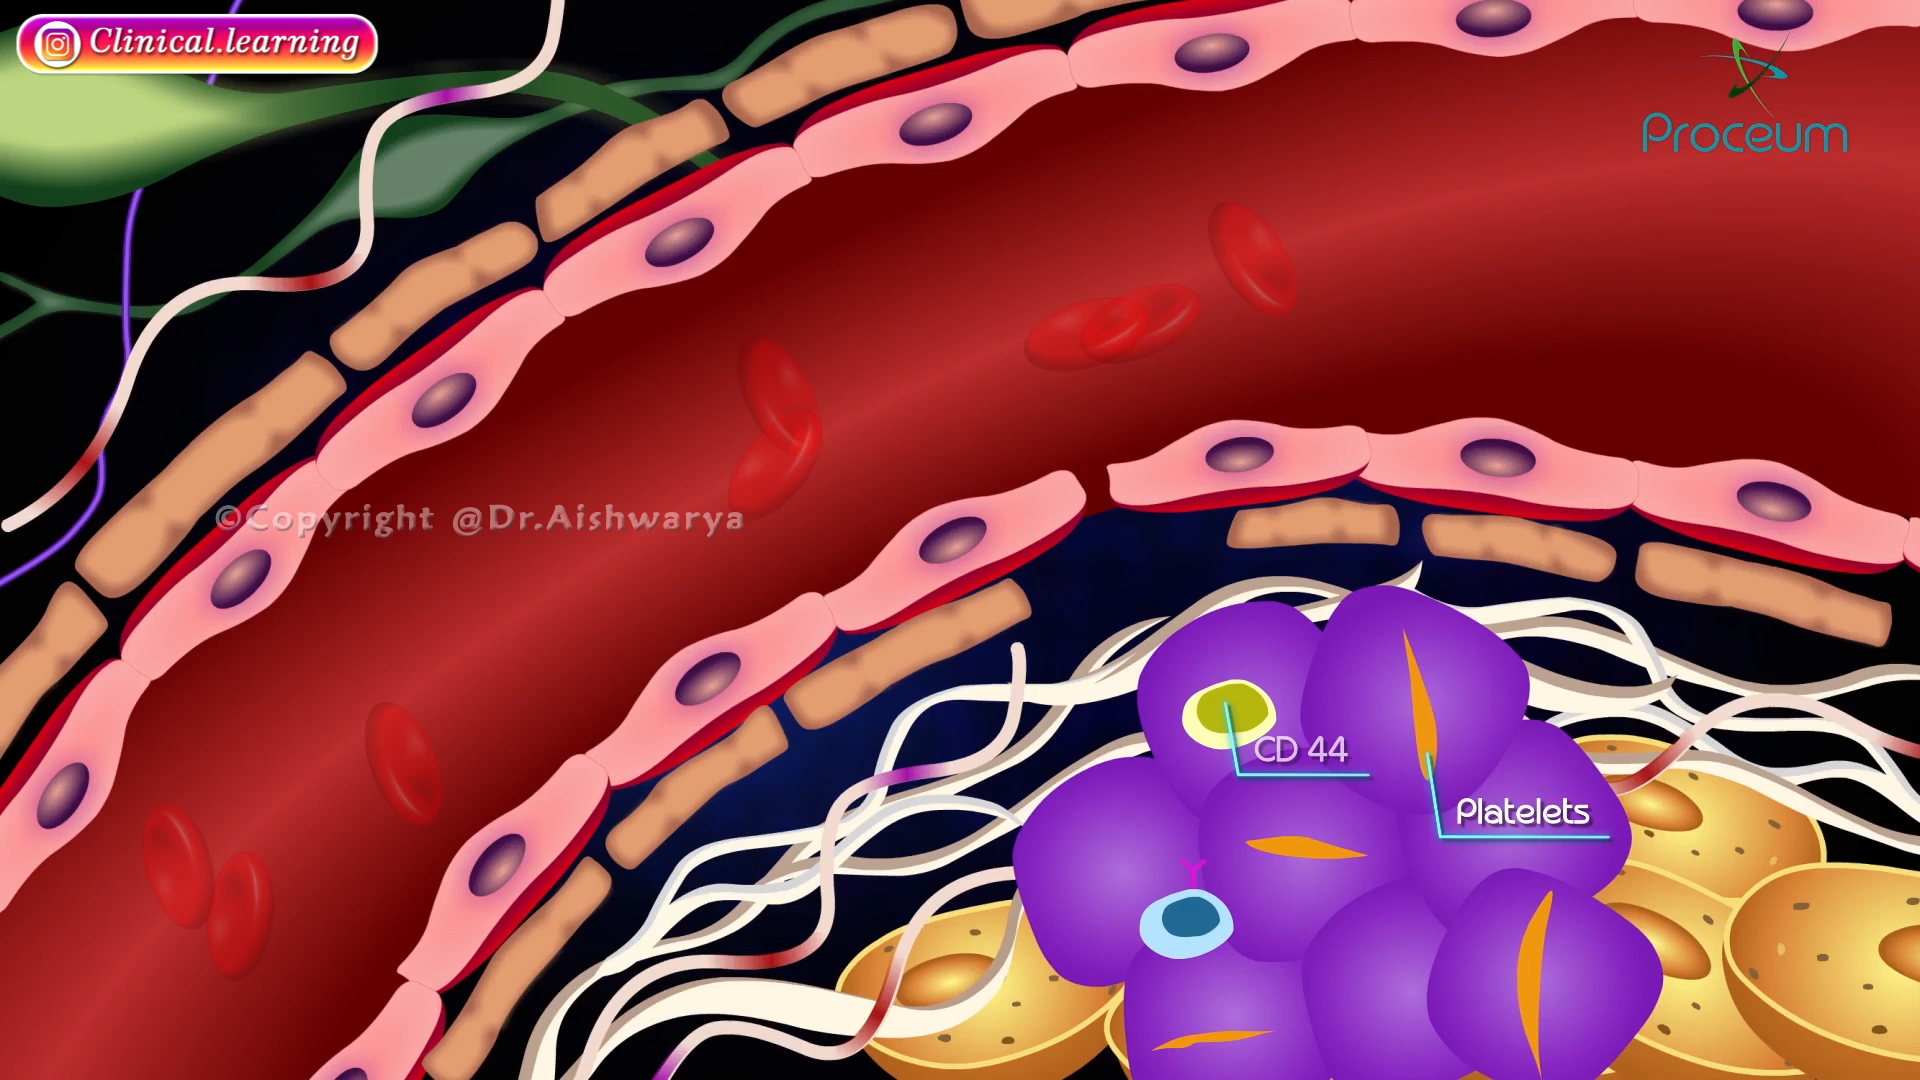 Clinical.learning
Proceum
©Copyright @Dr.Aishwarya
CD 44
Platelets
Y